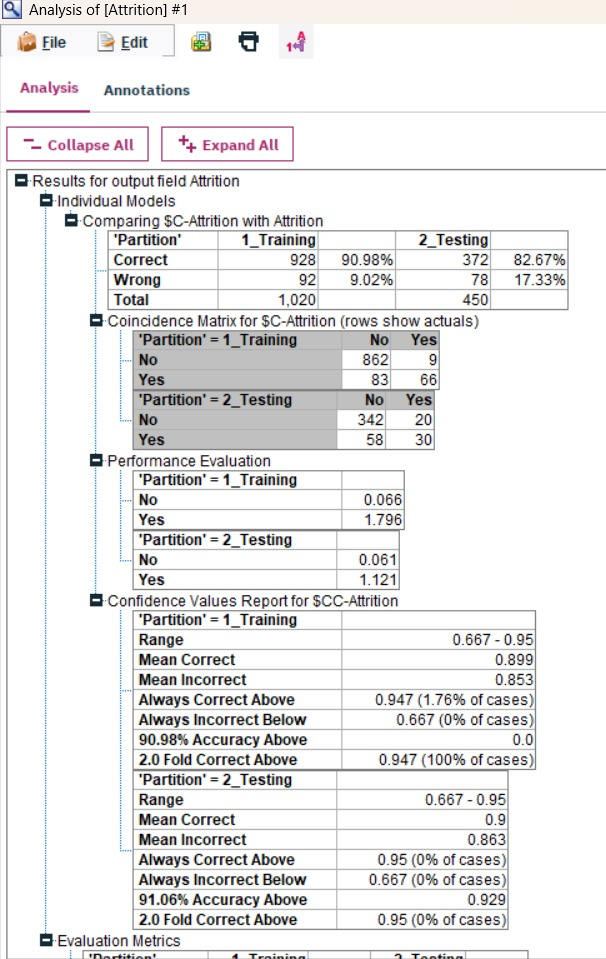 Analysis of [Attrition] #1
File Edit
Analysis Annotations
Collapse All Expand All
Results for output field Attrition
Individual Models
Comparing $C-Attrition with Attrition
'Partition' 1_Training 2_Testing
Correct 928 90.98% 372 82.67%
Wrong 92 9.02% 78 17.33%
Total 1,020 450
Coincidence Matrix for $C-Attrition (rows show actuals)
'Partition' = 1_Training No Yes
No 862 9
Yes 83 66
'Partition' = 2_Testing No Yes
No 342 20
Yes 58 30
Performance Evaluation
'Partition' = 1_Training
No 0.066
Yes 1.796
'Partition' = 2_Testing
No 0.061
Yes 1.121
Confidence Values Report for $CC-Attrition
'Partition' = 1_Training
Range 0.667 - 0.95
Mean Correct 0.899
Mean Incorrect 0.853
Always Correct Above 0.947 (1.76% of cases)
Always Incorrect Below 0.667 (0% of cases)
90.98% Accuracy Above 0.0
2.0 Fold Correct Above 0.947 (100% of cases)
'Partition' = 2_Testing
Range 0.667 - 0.95
Mean Correct 0.9
Mean Incorrect 0.863
Always Correct Above 0.95 (0% of cases)
Always Incorrect Below 0.667 (0% of cases)
91.06% Accuracy Above 0.929
2.0 Fold Correct Above 0.95 (0% of cases)
Evaluation Metrics
'Partition' 1_Training 2_Testing